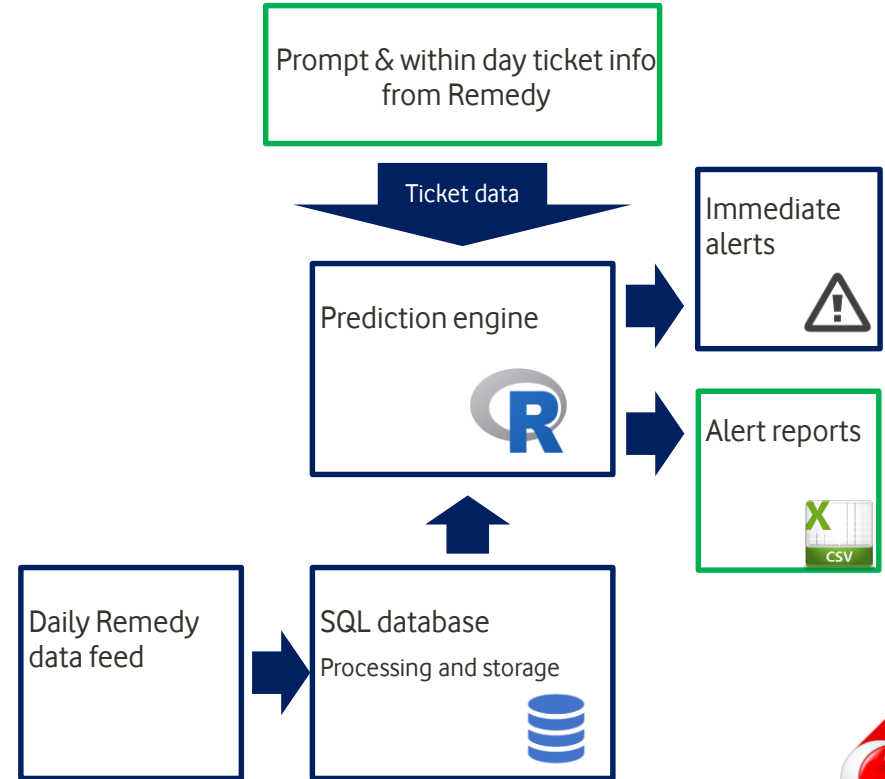 Prompt & within day ticket info
from Remedy
Ticket data
Immediate
alerts
Prediction engine
R
Alert reports
X
CSV
Daily Remedy
data feed
SQL database
Processing and storage